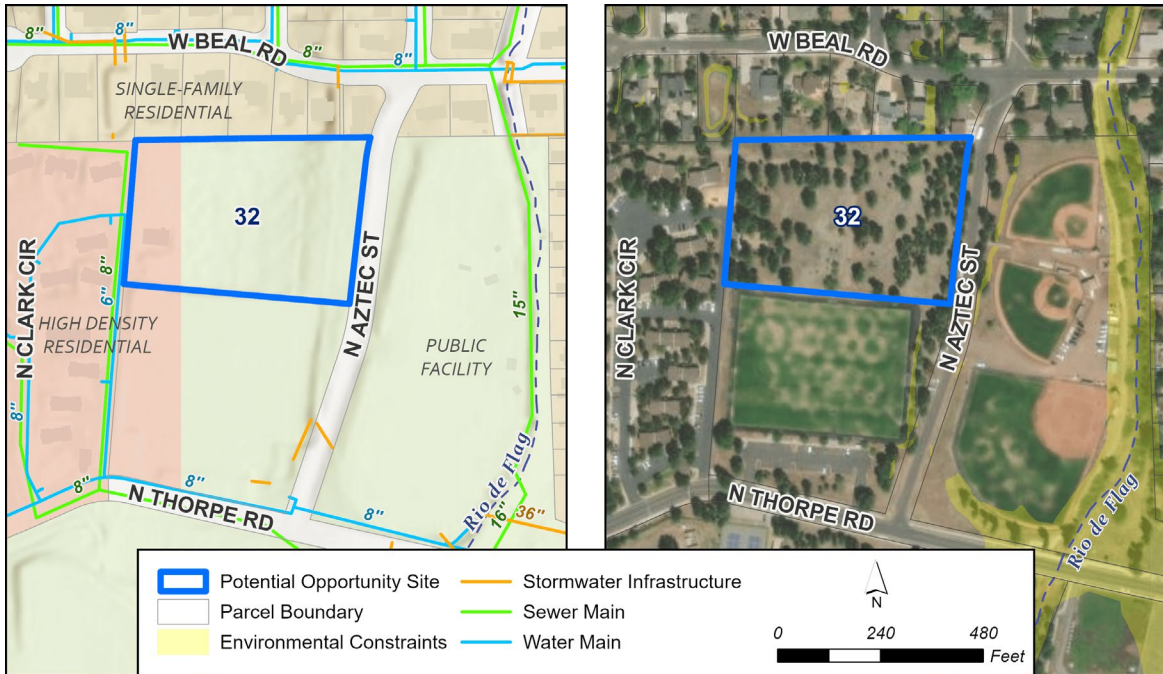 8"
8"
W BEAL RD
8"
8"
SINGLE-FAMILY
RESIDENTIAL
32
N CLARK CIR
8"
6"
HIGH DENSITY
RESIDENTIAL
N AZTEC ST
15"
PUBLIC
FACILITY
8"
8"
8"
N THORPE RD
8"
Rio de Flag
16"
36"
W BEAL RD
32
N CLARK CIR
N AZTEC ST
N THORPE RD
Rio de Flag
Potential Opportunity Site
Parcel Boundary
Environmental Constraints
Stormwater Infrastructure
Sewer Main
Water Main
N
0 240 480
Feet